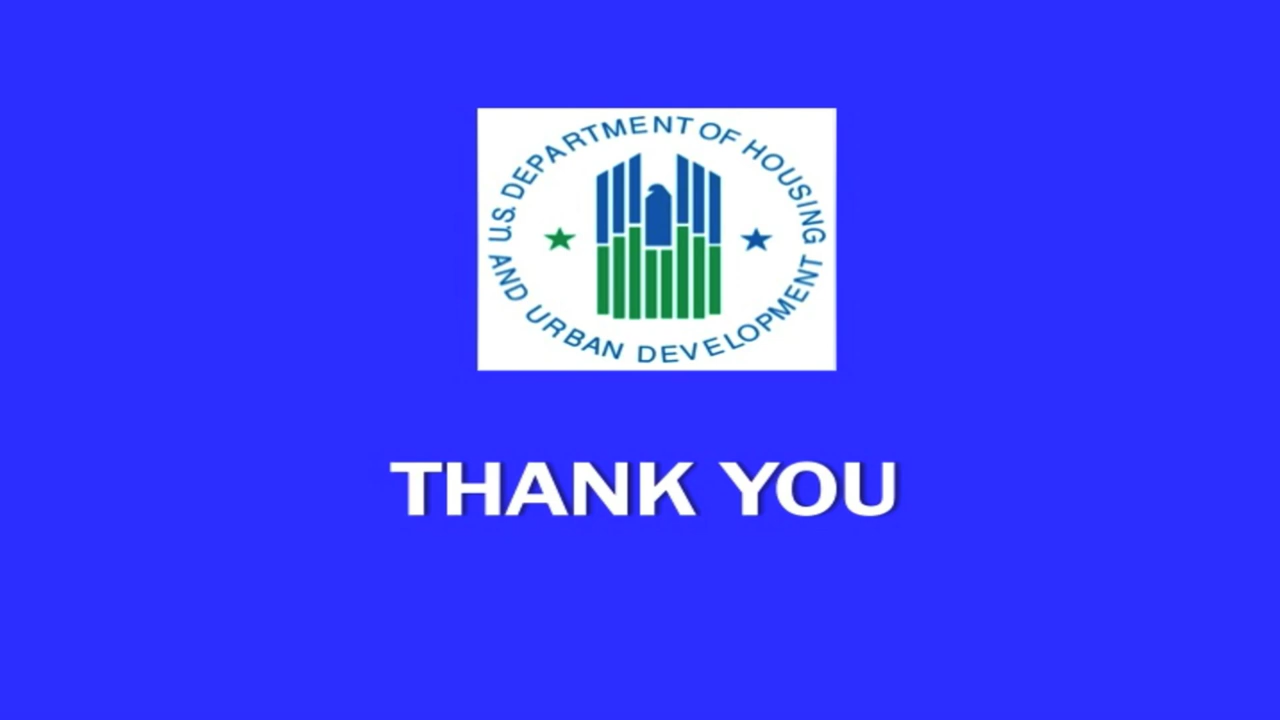 U.S. DEPARTMENT OF HOUSING
AND URBAN DEVELOPMENT
THANK YOU